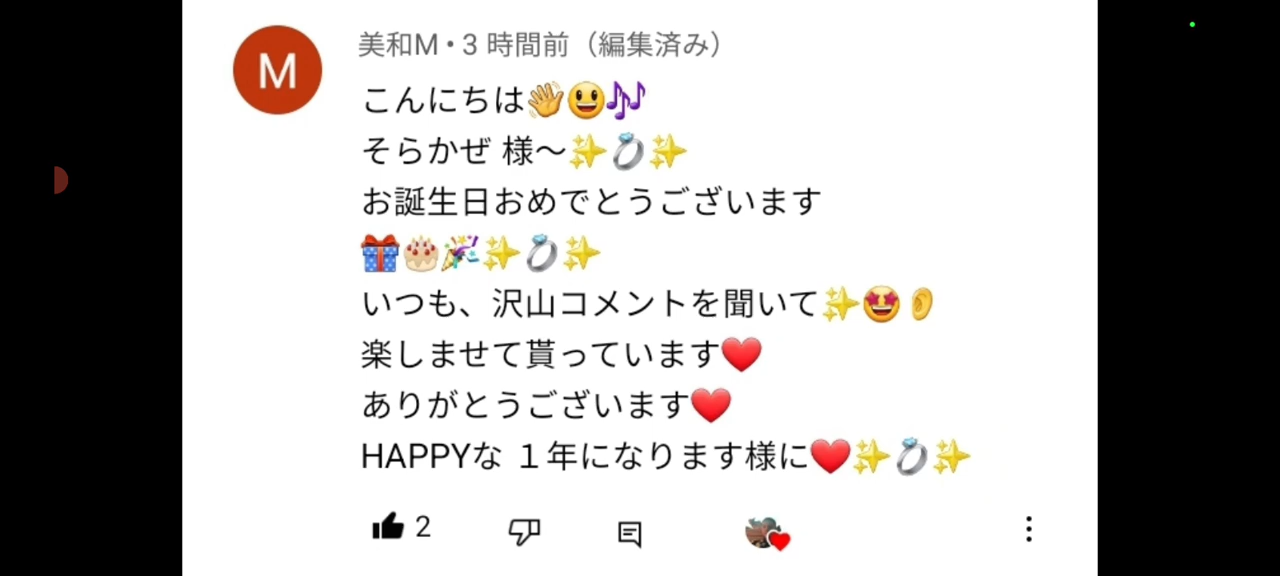 M
美和M • 3 時間前（編集済み）
こんにちは👋😃🎶
そらかぜ 様～✨💍✨
お誕生日おめでとうございます
🎁🎂🎉✨💍✨
いつも、沢山コメントを聞いて✨🤩👂
楽しませて貰っています❤️
ありがとうございます❤️
HAPPYな １年になります様に❤️✨💍✨
2